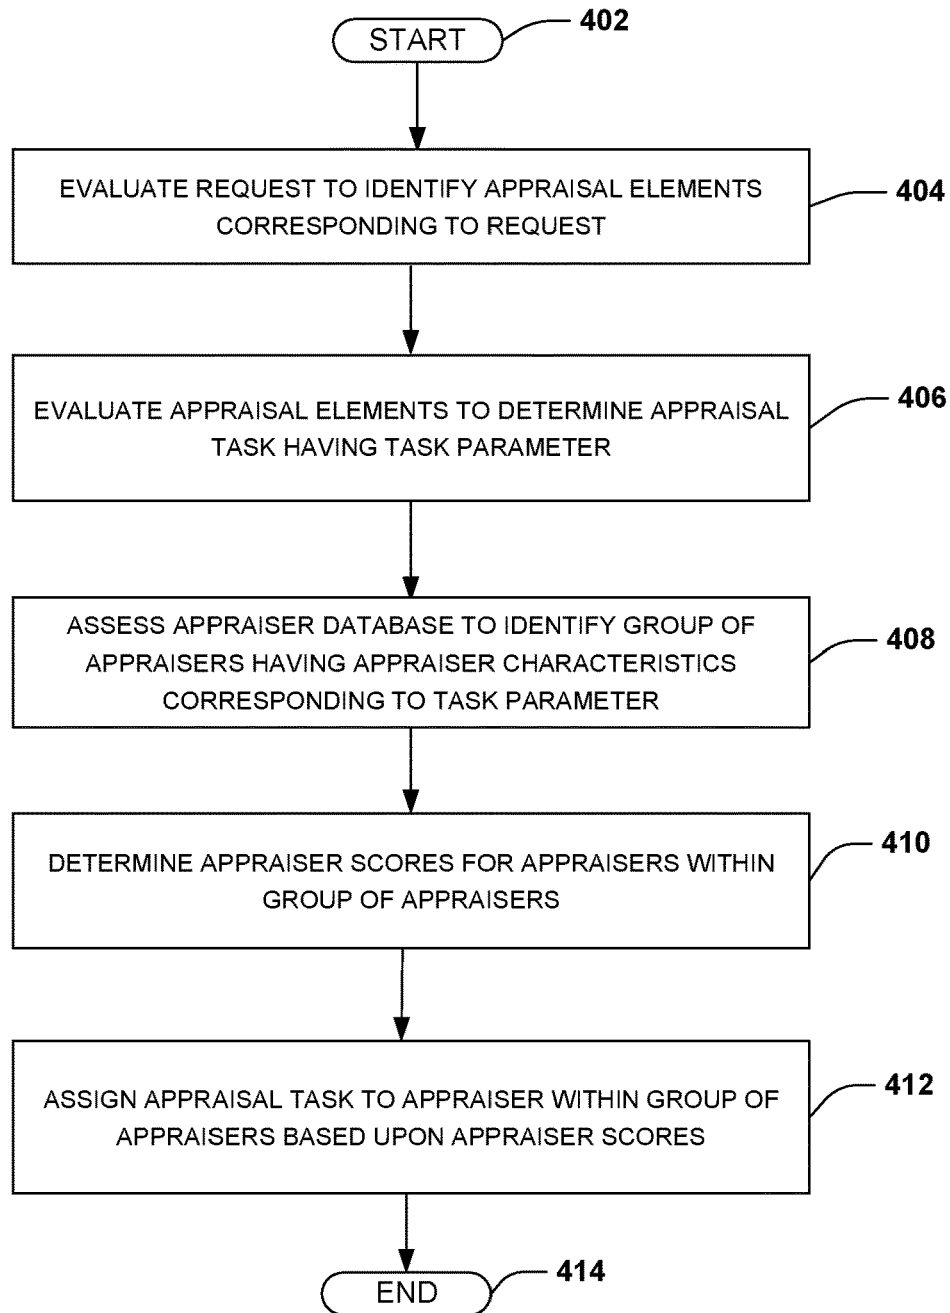 START
402
EVALUATE REQUEST TO IDENTIFY APPRAISAL ELEMENTS
CORRESPONDING TO REQUEST
404
EVALUATE APPRAISAL ELEMENTS TO DETERMINE APPRAISAL
TASK HAVING TASK PARAMETER
406
ASSESS APPRAISER DATABASE TO IDENTIFY GROUP OF
APPRAISERS HAVING APPRAISER CHARACTERISTICS
CORRESPONDING TO TASK PARAMETER
408
DETERMINE APPRAISER SCORES FOR APPRAISERS WITHIN
GROUP OF APPRAISERS
410
ASSIGN APPRAISAL TASK TO APPRAISER WITHIN GROUP OF
APPRAISERS BASED UPON APPRAISER SCORES
412
END
414